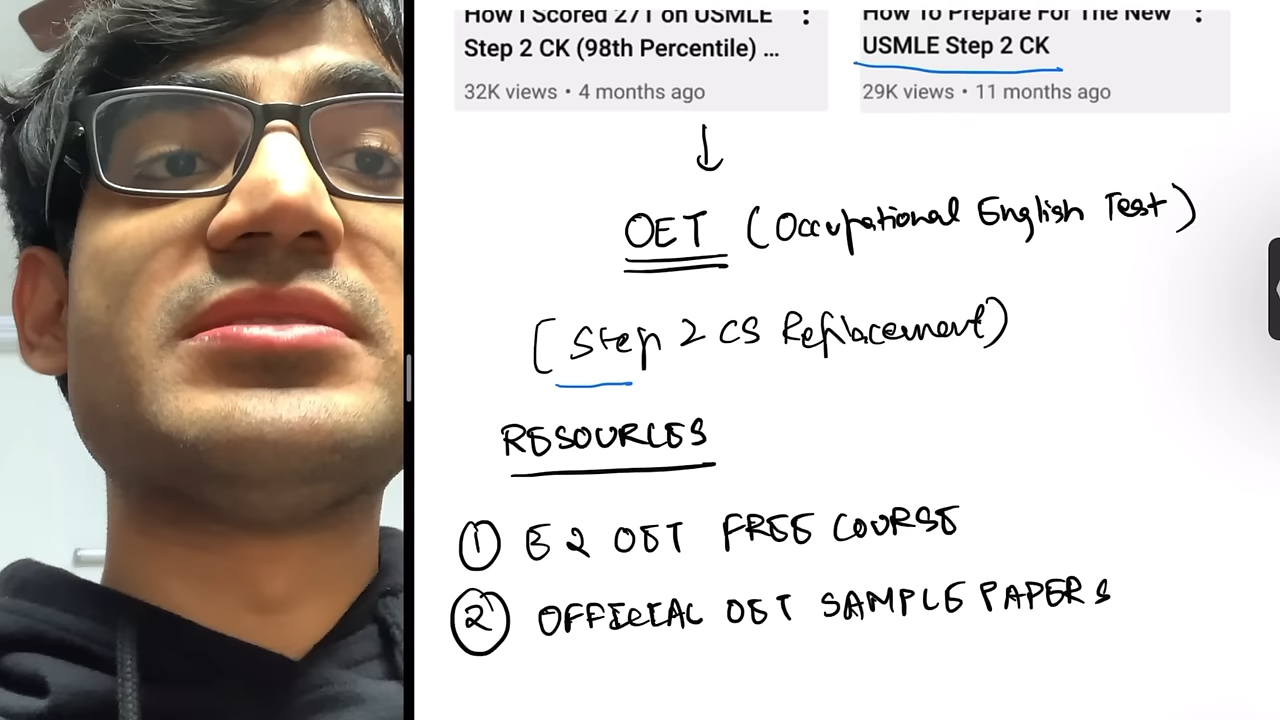 How I Scored 271 on USMLE
Step 2 CK (98th Percentile) ...
32K views • 4 months ago
How To Prepare For The New
USMLE Step 2 CK
29K views • 11 months ago
OET (Occupational English Test)
[Step 2 CS Replacement)
RESOURCES
① E2 OET FREE COURSE
② OFFICIAL OET SAMPLE PAPERS